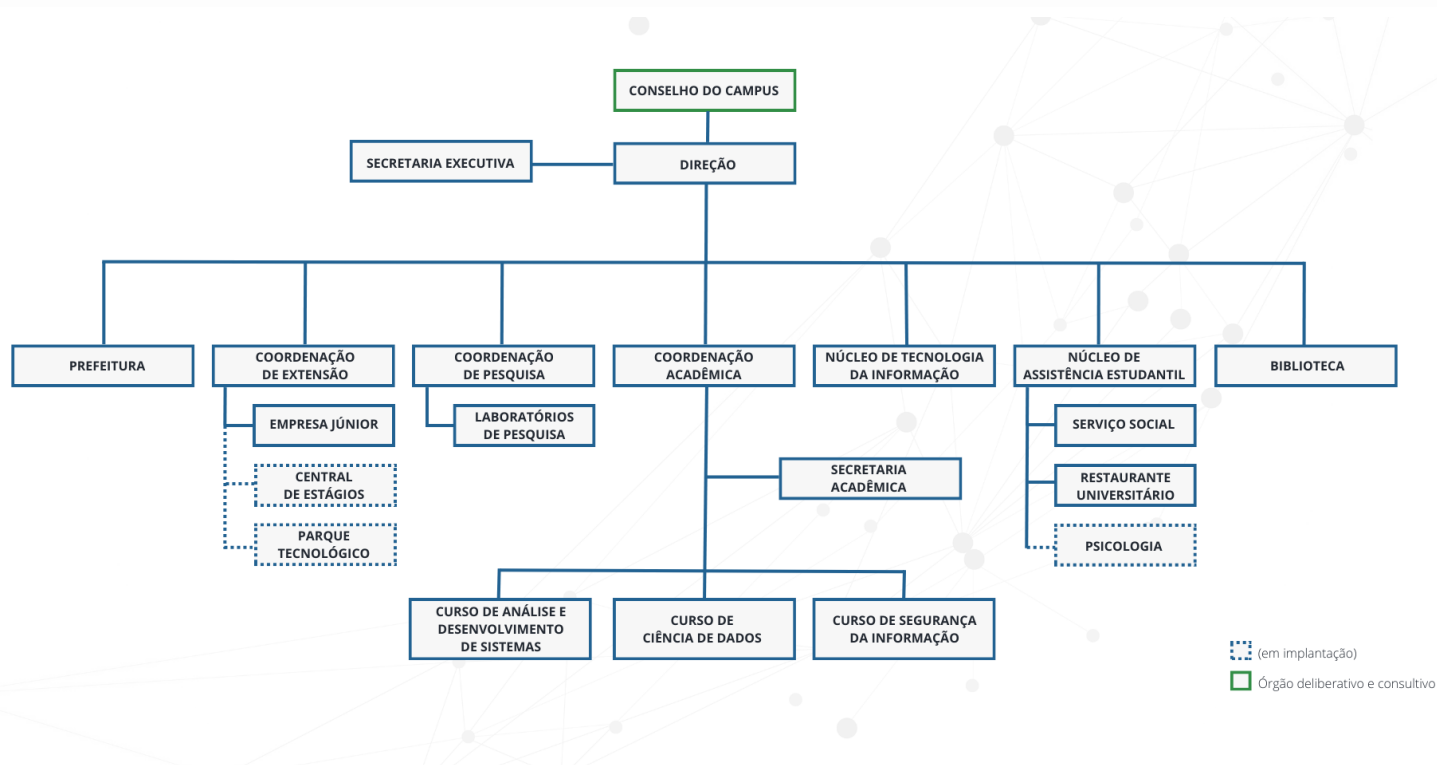 CONSELHO DO CAMPUS
SECRETARIA EXECUTIVA
DIREÇÃO
PREFEITURA
COORDENAÇÃO
DE EXTENSÃO
COORDENAÇÃO
DE PESQUISA
COORDENAÇÃO
ACADÊMICA
NÚCLEO DE TECNOLOGIA
DA INFORMAÇÃO
NÚCLEO DE
ASSISTÊNCIA ESTUDANTIL
BIBLIOTECA
EMPRESA JÚNIOR
LABORATÓRIOS
DE PESQUISA
SERVIÇO SOCIAL
CENTRAL
DE ESTÁGIOS
SECRETARIA
ACADÊMICA
RESTAURANTE
UNIVERSITÁRIO
PARQUE
TECNOLÓGICO
PSICOLOGIA
CURSO DE ANÁLISE E
DESENVOLVIMENTO
DE SISTEMAS
CURSO DE
CIÊNCIA DE DADOS
CURSO DE SEGURANÇA
DA INFORMAÇÃO
(em implantação)
Órgão deliberativo e consultivo